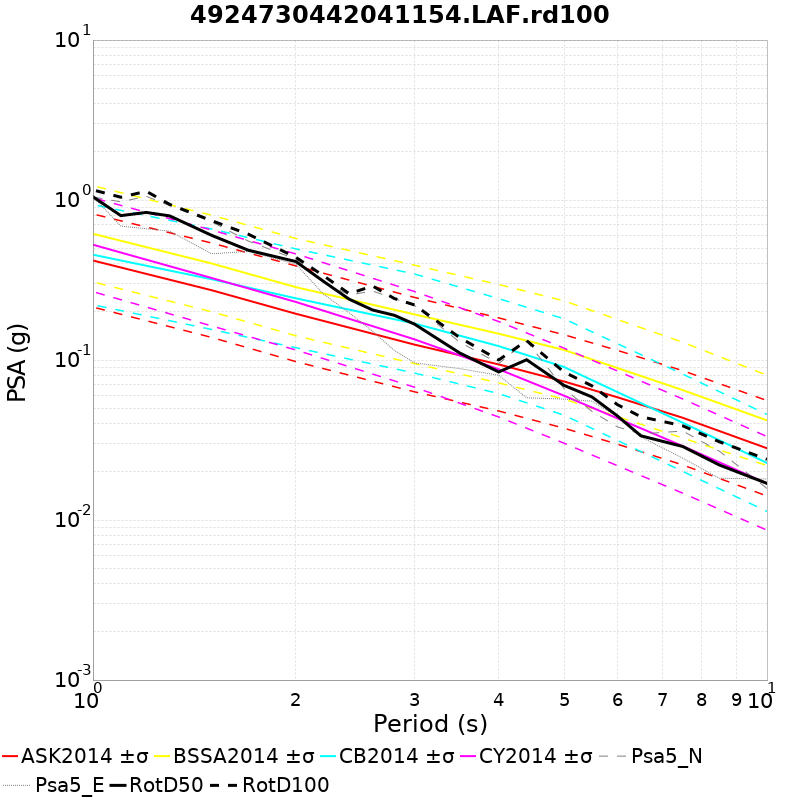 4924730442041154.LAF.rd100
10^1
10^0
10^-1
10^-2
10^-3
PSA (g)
10^0 2 3 4 5 6 7 8 9 10^1
Period (s)
ASK2014 ±σ BSSA2014 ±σ CB2014 ±σ CY2014 ±σ Psa5_N
Psa5_E RotD50 RotD100